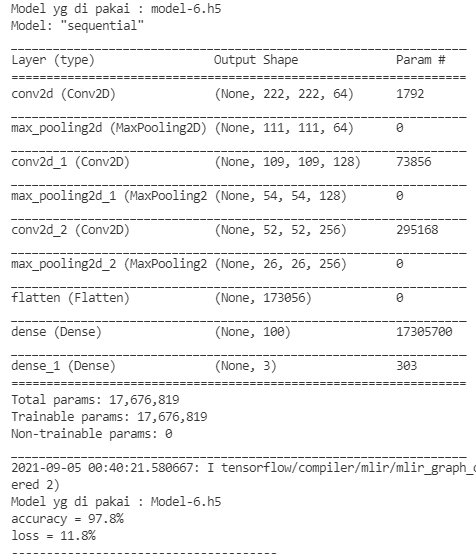 Model yg di pakai : model-6.h5
Model: "sequential"
_________________________________________________________________
Layer (type)                 Output Shape              Param #
=================================================================
conv2d (Conv2D)              (None, 222, 222, 64)      1792
_________________________________________________________________
max_pooling2d (MaxPooling2D) (None, 111, 111, 64)      0
_________________________________________________________________
conv2d_1 (Conv2D)            (None, 109, 109, 128)     73856
_________________________________________________________________
max_pooling2d_1 (MaxPooling2 (None, 54, 54, 128)       0
_________________________________________________________________
conv2d_2 (Conv2D)            (None, 52, 52, 256)       295168
_________________________________________________________________
max_pooling2d_2 (MaxPooling2 (None, 26, 26, 256)       0
_________________________________________________________________
flatten (Flatten)            (None, 173056)            0
_________________________________________________________________
dense (Dense)                (None, 100)               17305700
_________________________________________________________________
dense_1 (Dense)              (None, 3)                 303
=================================================================
Total params: 17,676,819
Trainable params: 17,676,819
Non-trainable params: 0
_________________________________________________________________
2021-09-05 00:40:21.580667: I tensorflow/compiler/mlir/mlir_graph_
ered 2)
Model yg di pakai : Model-6.h5
accuracy = 97.8%
loss = 11.8%
--------------------------------------